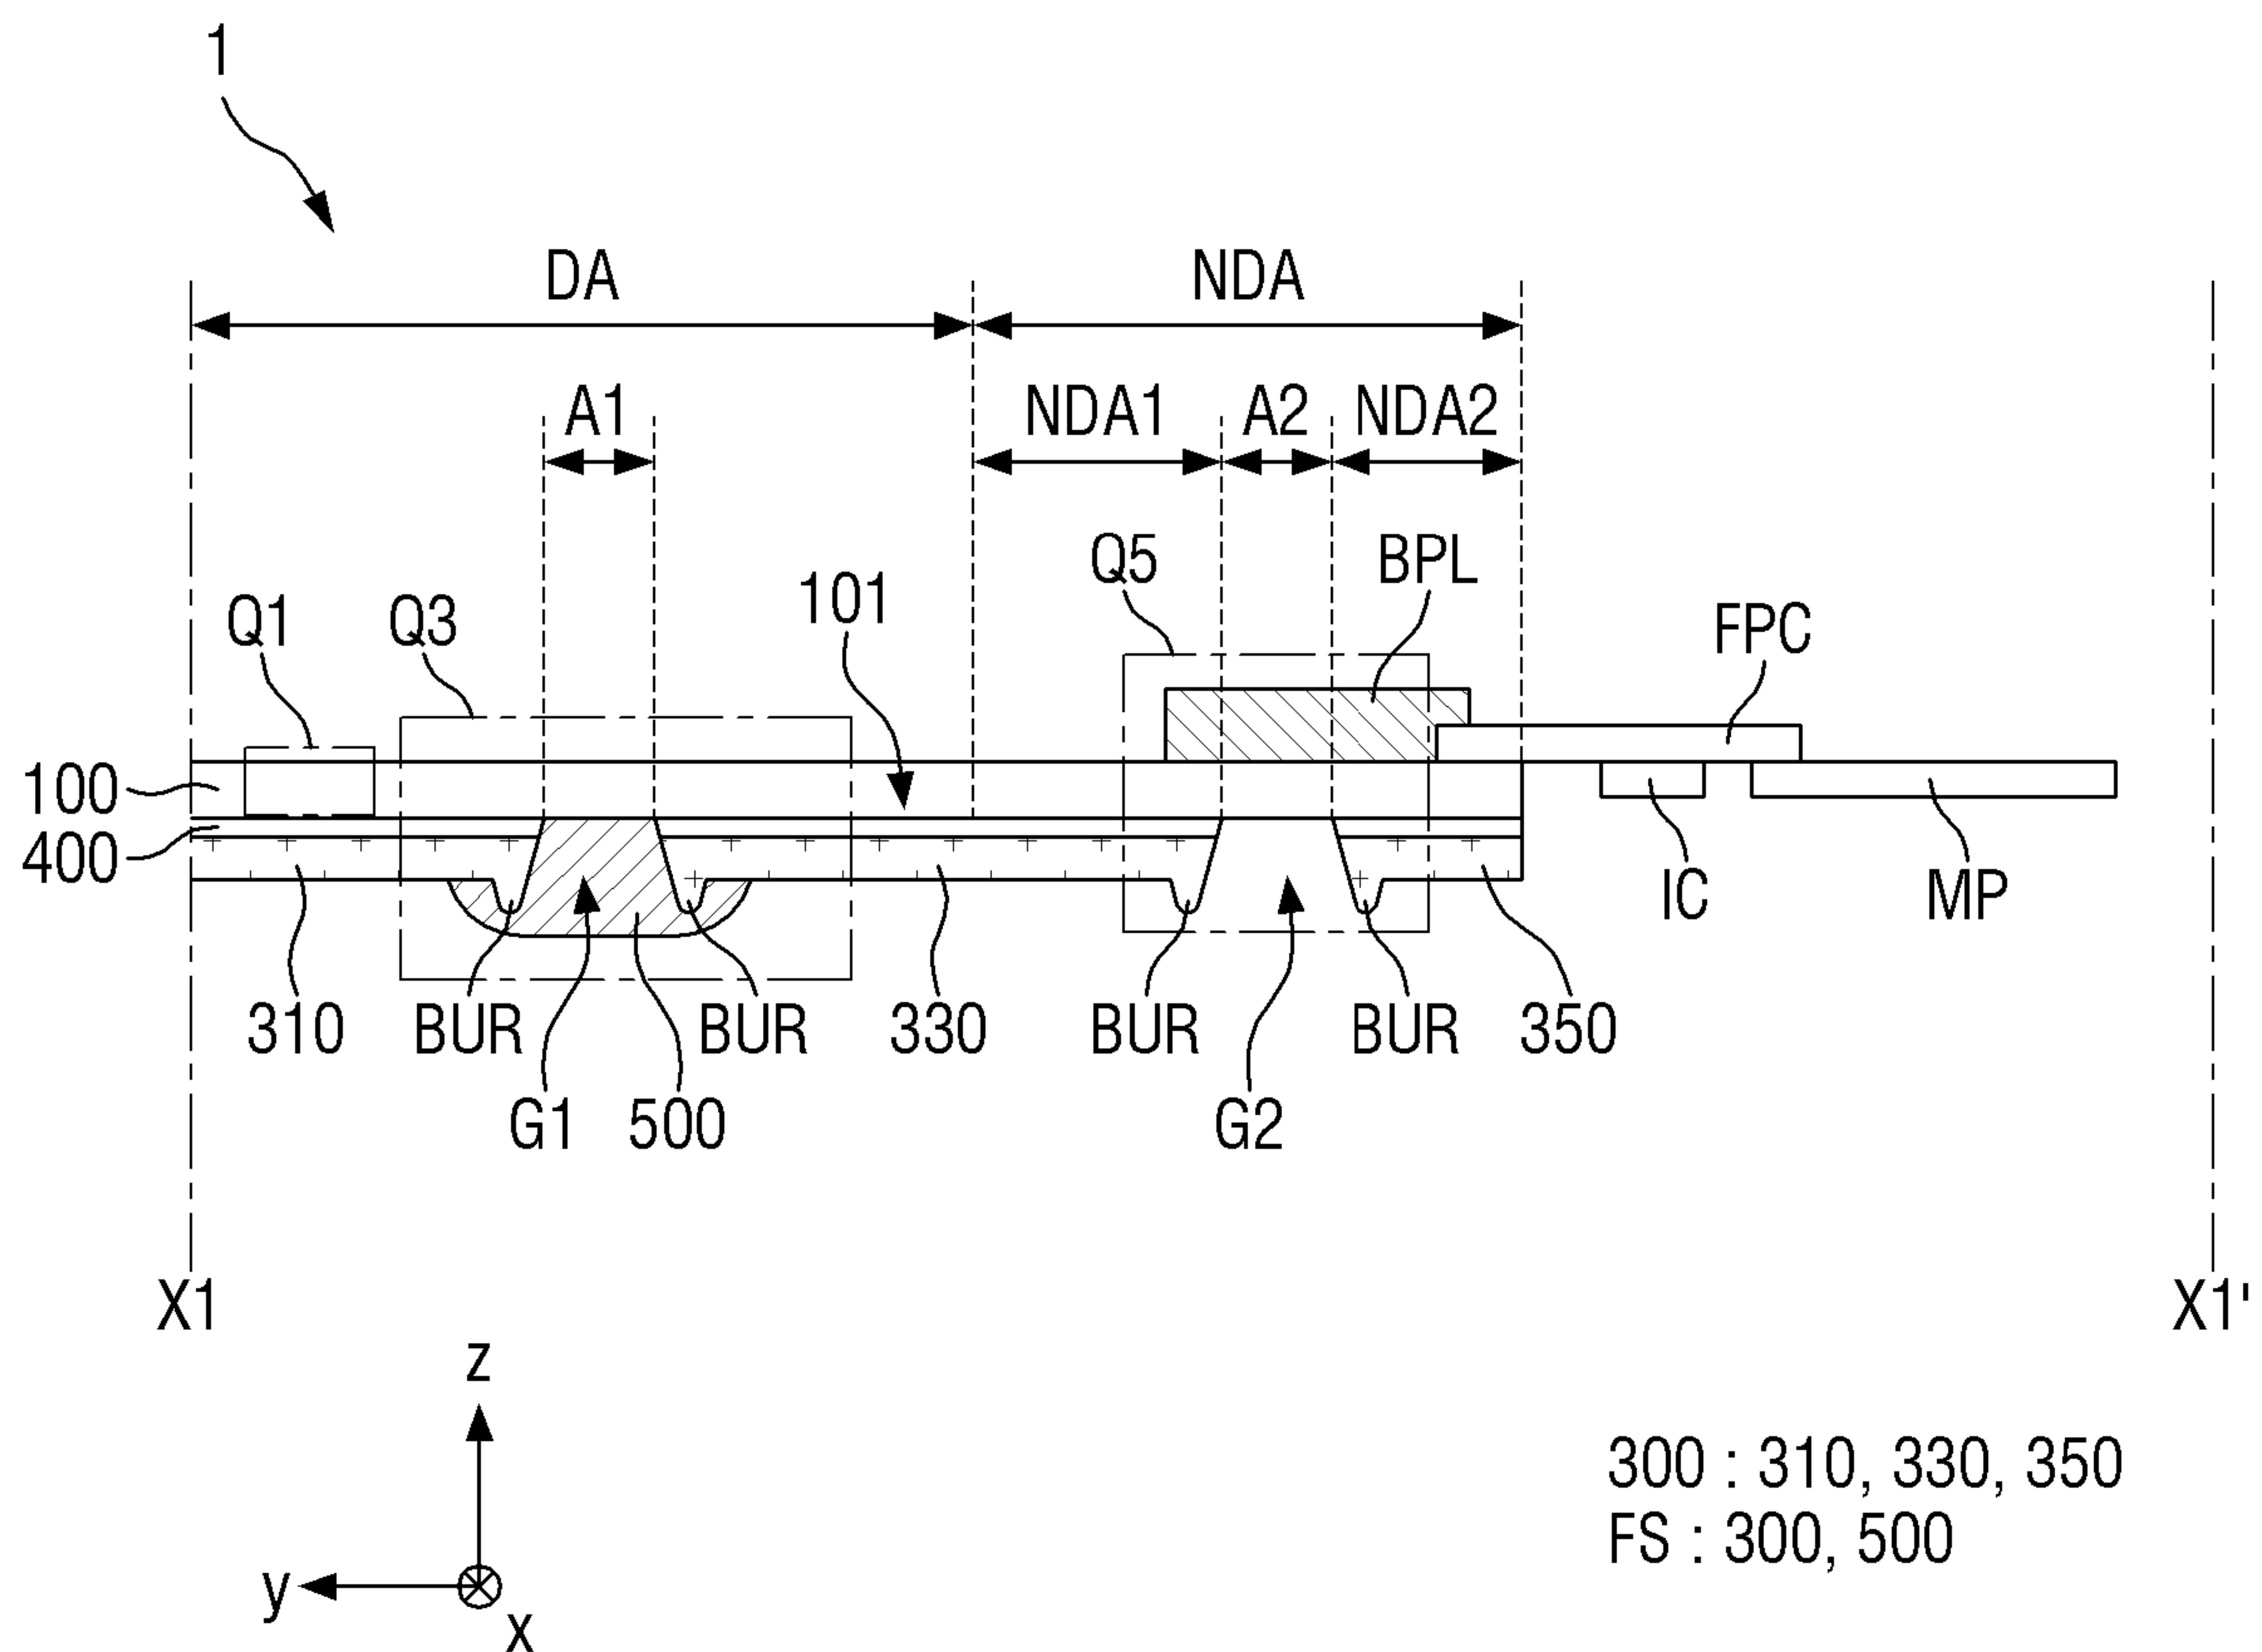 1
DA
NDA
A1
NDA1
A2
NDA2
Q5
BPL
101
Q1
Q3
FPC
100
400
IC
MP
310
BUR
BUR
330
BUR
BUR
350
G1
500
G2
X1
X1'
z
y
x
300 : 310, 330, 350
FS : 300, 500